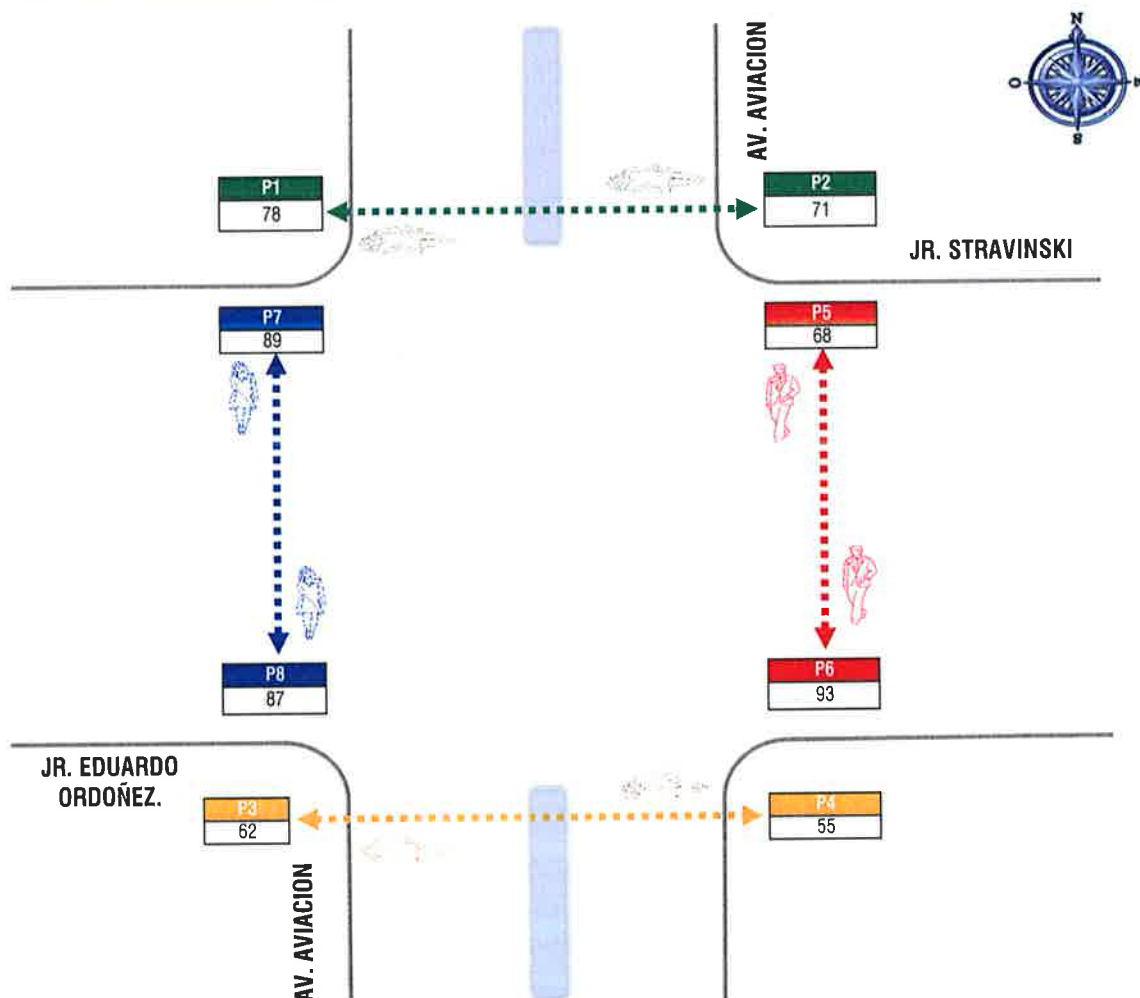 N
O
S
AV. AVIACION
P1
78
P2
71
JR. STRAVINSKI
P7
89
P5
68
P8
87
P6
93
JR. EDUARDO
ORDOÑEZ.
P3
62
P4
55
AV. AVIACION